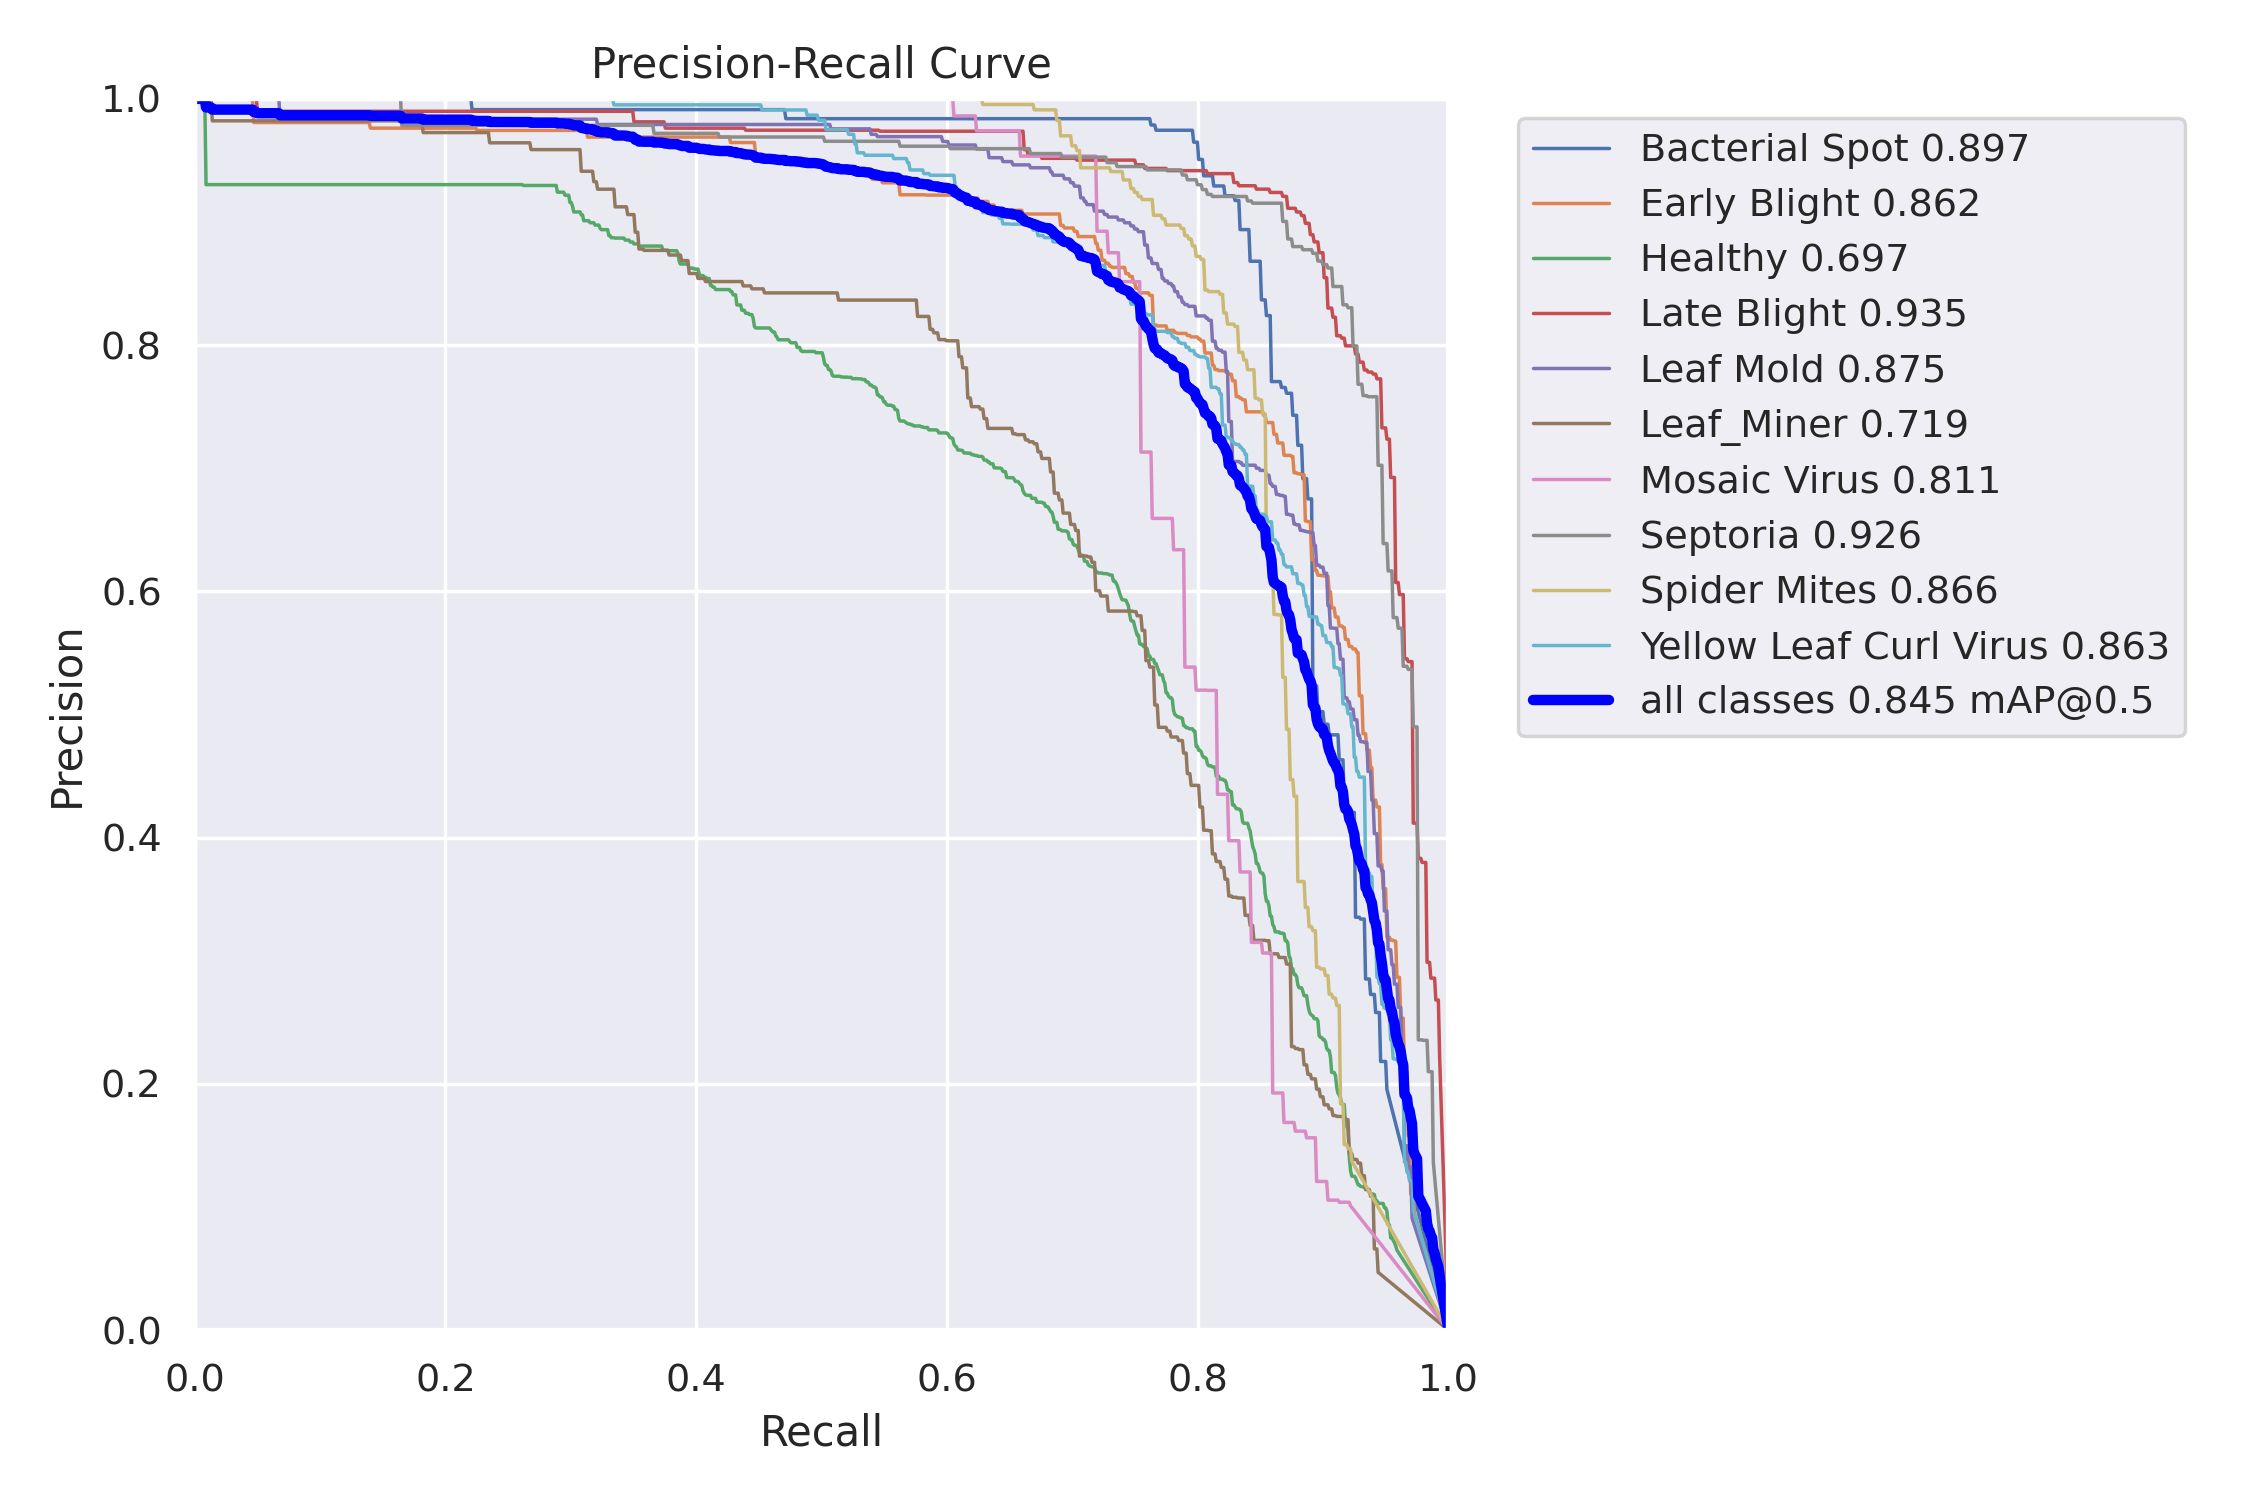 Precision-Recall Curve
1.0
0.8
0.6
0.4
0.2
0.0
Precision
0.0 0.2 0.4 0.6 0.8 1.0
Recall
Bacterial Spot 0.897
Early Blight 0.862
Healthy 0.697
Late Blight 0.935
Leaf Mold 0.875
Leaf_Miner 0.719
Mosaic Virus 0.811
Septoria 0.926
Spider Mites 0.866
Yellow Leaf Curl Virus 0.863
all classes 0.845 mAP@0.5